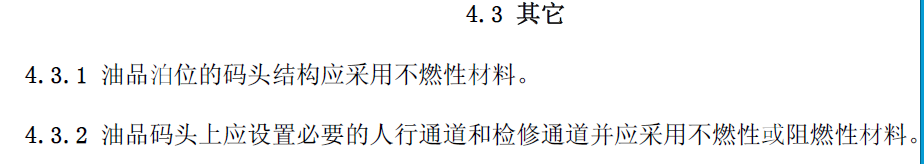 4.3 其它
4.3.1 油品泊位的码头结构应采用不燃性材料。
4.3.2 油品码头上应设置必要的人行通道和检修通道并应采用不燃性或阻燃性材料。